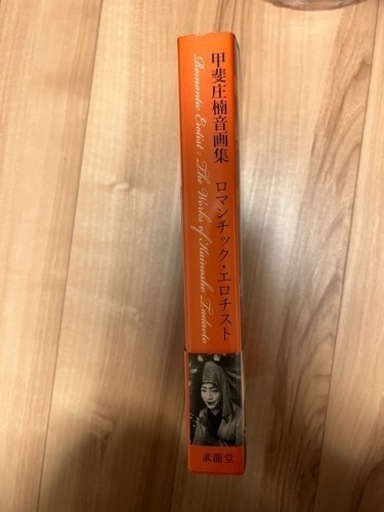 甲斐庄楠音画集 ロマンチック・エロチスト
Romantic Erotist : The Works of Kainosho Tadaoto
求龍堂